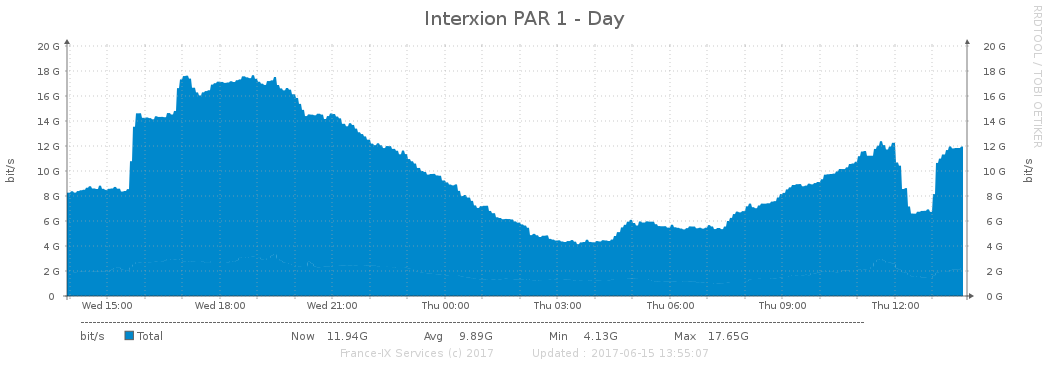 Interxion PAR 1 - Day
RRDTOOL / TOBI OETIKER
20 G 20 G
18 G 18 G
16 G 16 G
14 G 14 G
12 G 12 G
10 G 10 G
8 G 8 G
6 G 6 G
4 G 4 G
2 G 2 G
0 0 G
bit/s bit/s
Wed 15:00 Wed 18:00 Wed 21:00 Thu 00:00 Thu 03:00 Thu 06:00 Thu 09:00 Thu 12:00
bit/s Total Now 11.94G Avg 9.89G Min 4.13G Max 17.65G
France-IX Services (c) 2017 Updated : 2017-06-15 13:55:07